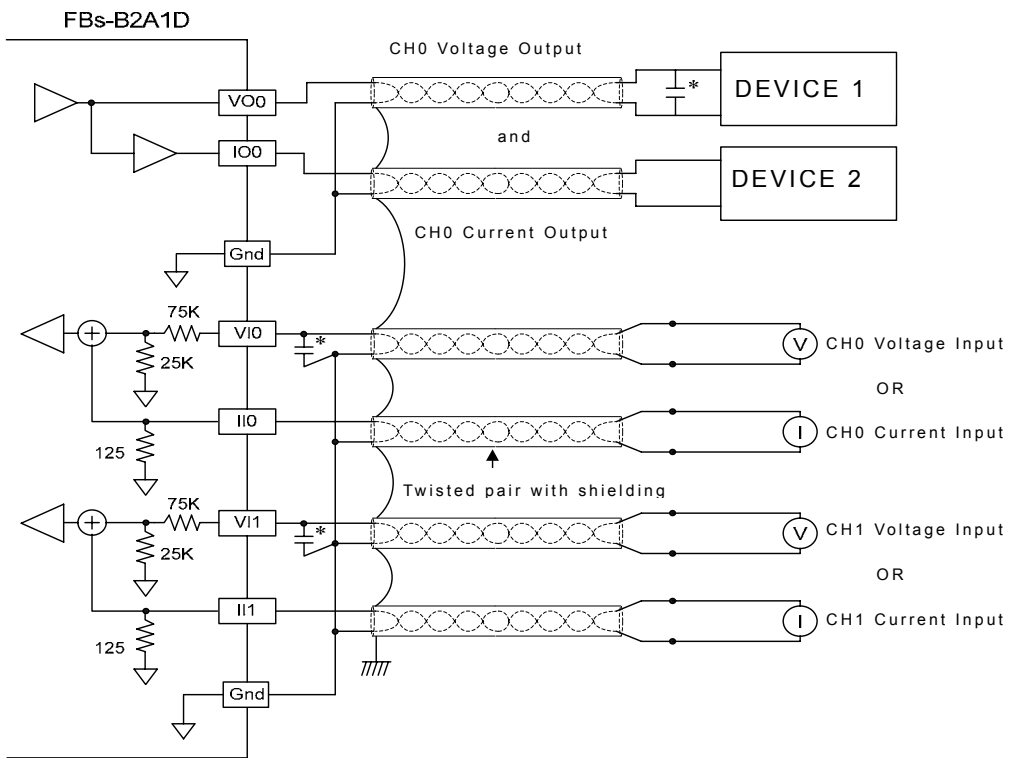 FBs-B2A1D
CH0 Voltage Output
VO0
*
DEVICE 1
and
IO0
DEVICE 2
CH0 Current Output
Gnd
75K
VI0
*
25K
V
CH0 Voltage Input
OR
II0
125
I
CH0 Current Input
Twisted pair with shielding
75K
VI1
*
25K
V
CH1 Voltage Input
OR
II1
125
I
CH1 Current Input
Gnd